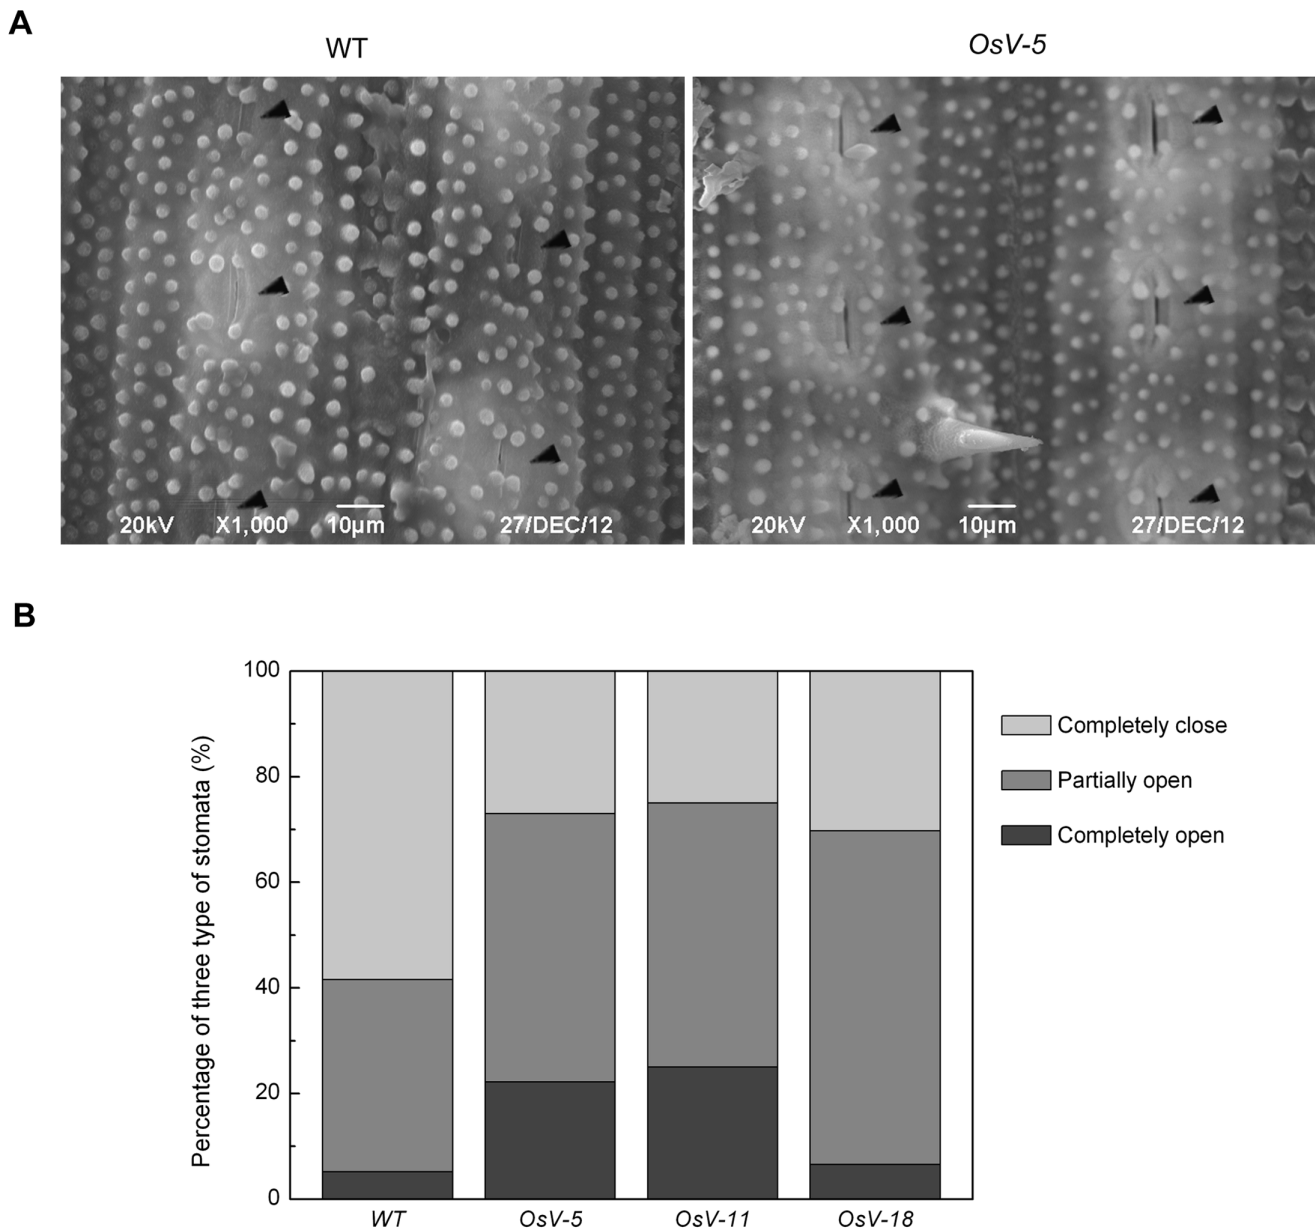 A
WT
OsV-5
20kV X1,000 10µm 27/DEC/12
20kV X1,000 10µm 27/DEC/12
B
Percentage of three type of stomata (%)
100
80
60
40
20
0
WT OsV-5 OsV-11 OsV-18
Completely close
Partially open
Completely open